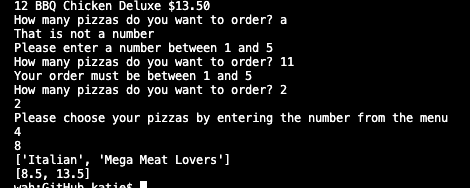 12 BBQ Chicken Deluxe $13.50
How many pizzas do you want to order? a
That is not a number
Please enter a number between 1 and 5
How many pizzas do you want to order? 11
Your order must be between 1 and 5
How many pizzas do you want to order? 2
2
Please choose your pizzas by entering the number from the menu
4
8
['Italian', 'Mega Meat Lovers']
[8.5, 13.5]
wah:GitHub katie$